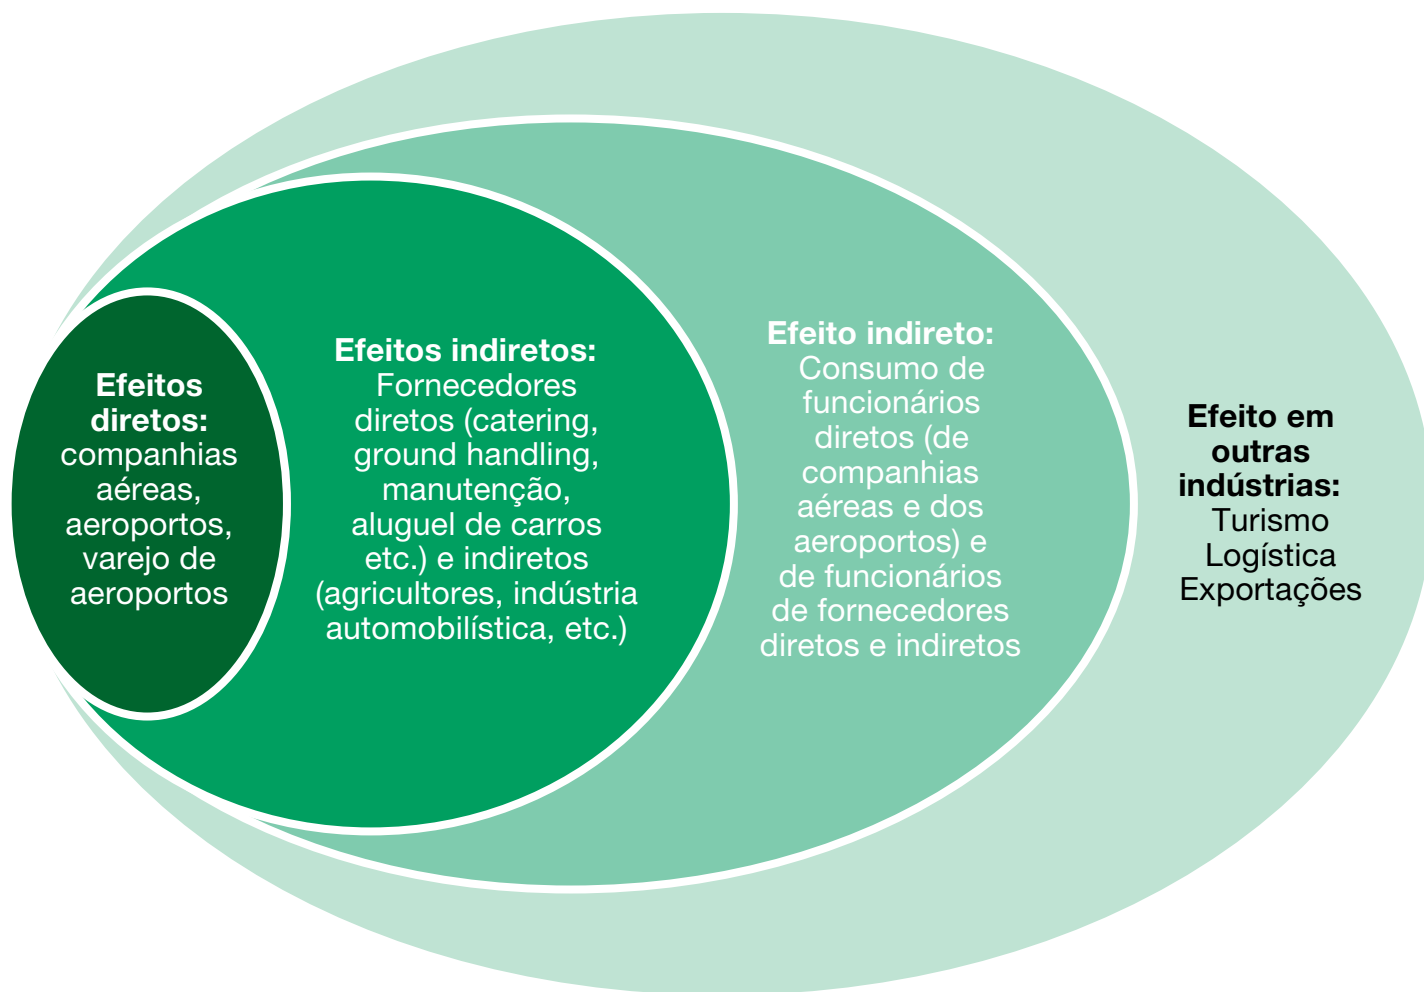 Efeitos
diretos:
companhias
aéreas,
aeroportos,
varejo de
aeroportos
Efeitos indiretos:
Fornecedores
diretos (catering,
ground handling,
manutenção,
aluguel de carros
etc.) e indiretos
(agricultores, indústria
automobilística, etc.)
Efeito indireto:
Consumo de
funcionários
diretos (de
companhias
aéreas e dos
aeroportos) e
de funcionários
de fornecedores
diretos e indiretos
Efeito em
outras
indústrias:
Turismo
Logística
Exportações